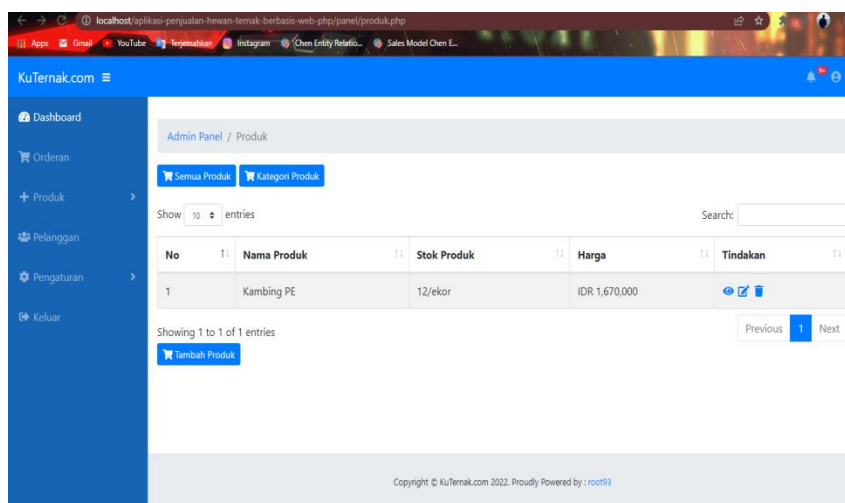 localhost/aplikasi-penjualan-hewan-ternak-berbasis-web-php/panel/produk.php
Apps Gmail YouTube Terjemahkan Instagram Chen Entity Relatio... Sales Model Chen E...
KuTernak.com
9+
Dashboard
Orderan
Produk
Pelanggan
Pengaturan
Keluar
Admin Panel / Produk
Semua Produk Kategori Produk
Show 10 entries Search:
No Nama Produk Stok Produk Harga Tindakan
1 Kambing PE 12/ekor IDR 1,670,000
Showing 1 to 1 of 1 entries Previous 1 Next
Tambah Produk
Copyright © KuTernak.com 2022. Proudly Powered by : root93